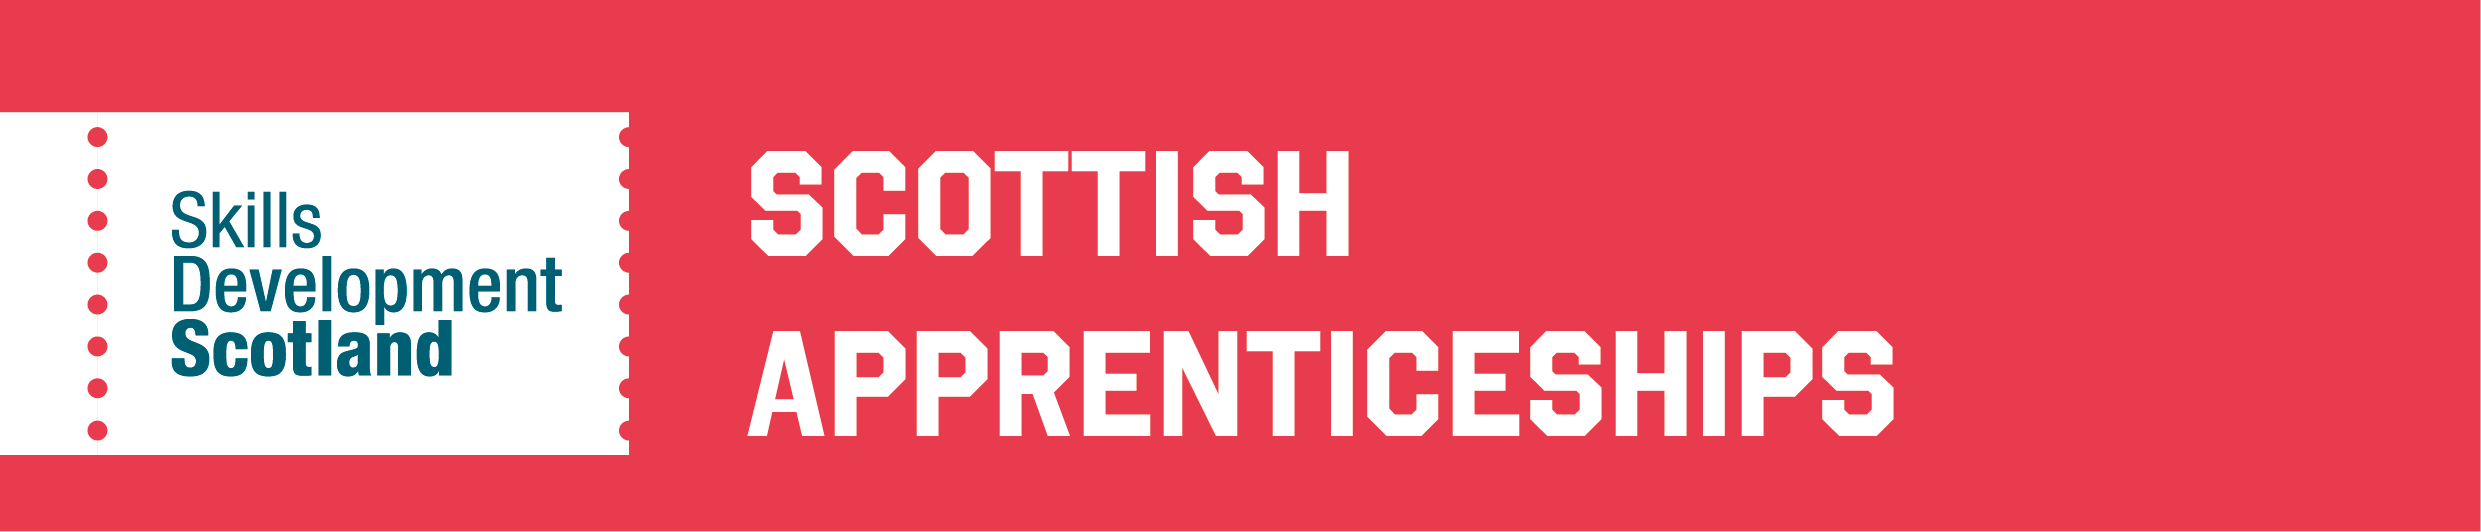 Skills
Development
Scotland
SCOTTISH
APPRENTICESHIPS